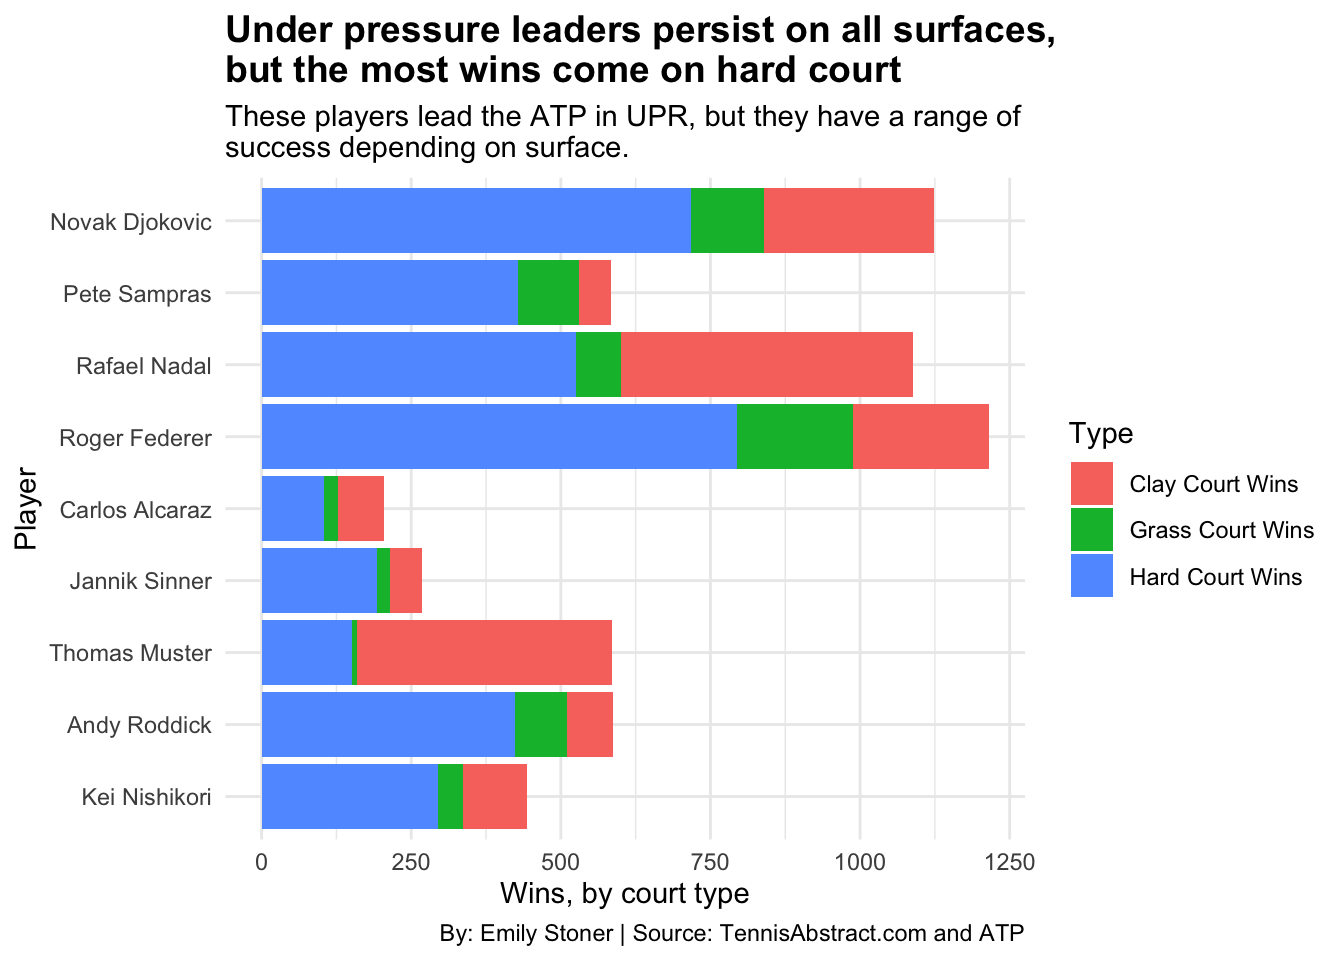 Under pressure leaders persist on all surfaces,
but the most wins come on hard court
These players lead the ATP in UPR, but they have a range of
success depending on surface.
Player
Novak Djokovic
Pete Sampras
Rafael Nadal
Roger Federer
Carlos Alcaraz
Jannik Sinner
Thomas Muster
Andy Roddick
Kei Nishikori
0 250 500 750 1000 1250
Wins, by court type
Type
Clay Court Wins
Grass Court Wins
Hard Court Wins
By: Emily Stoner | Source: TennisAbstract.com and ATP